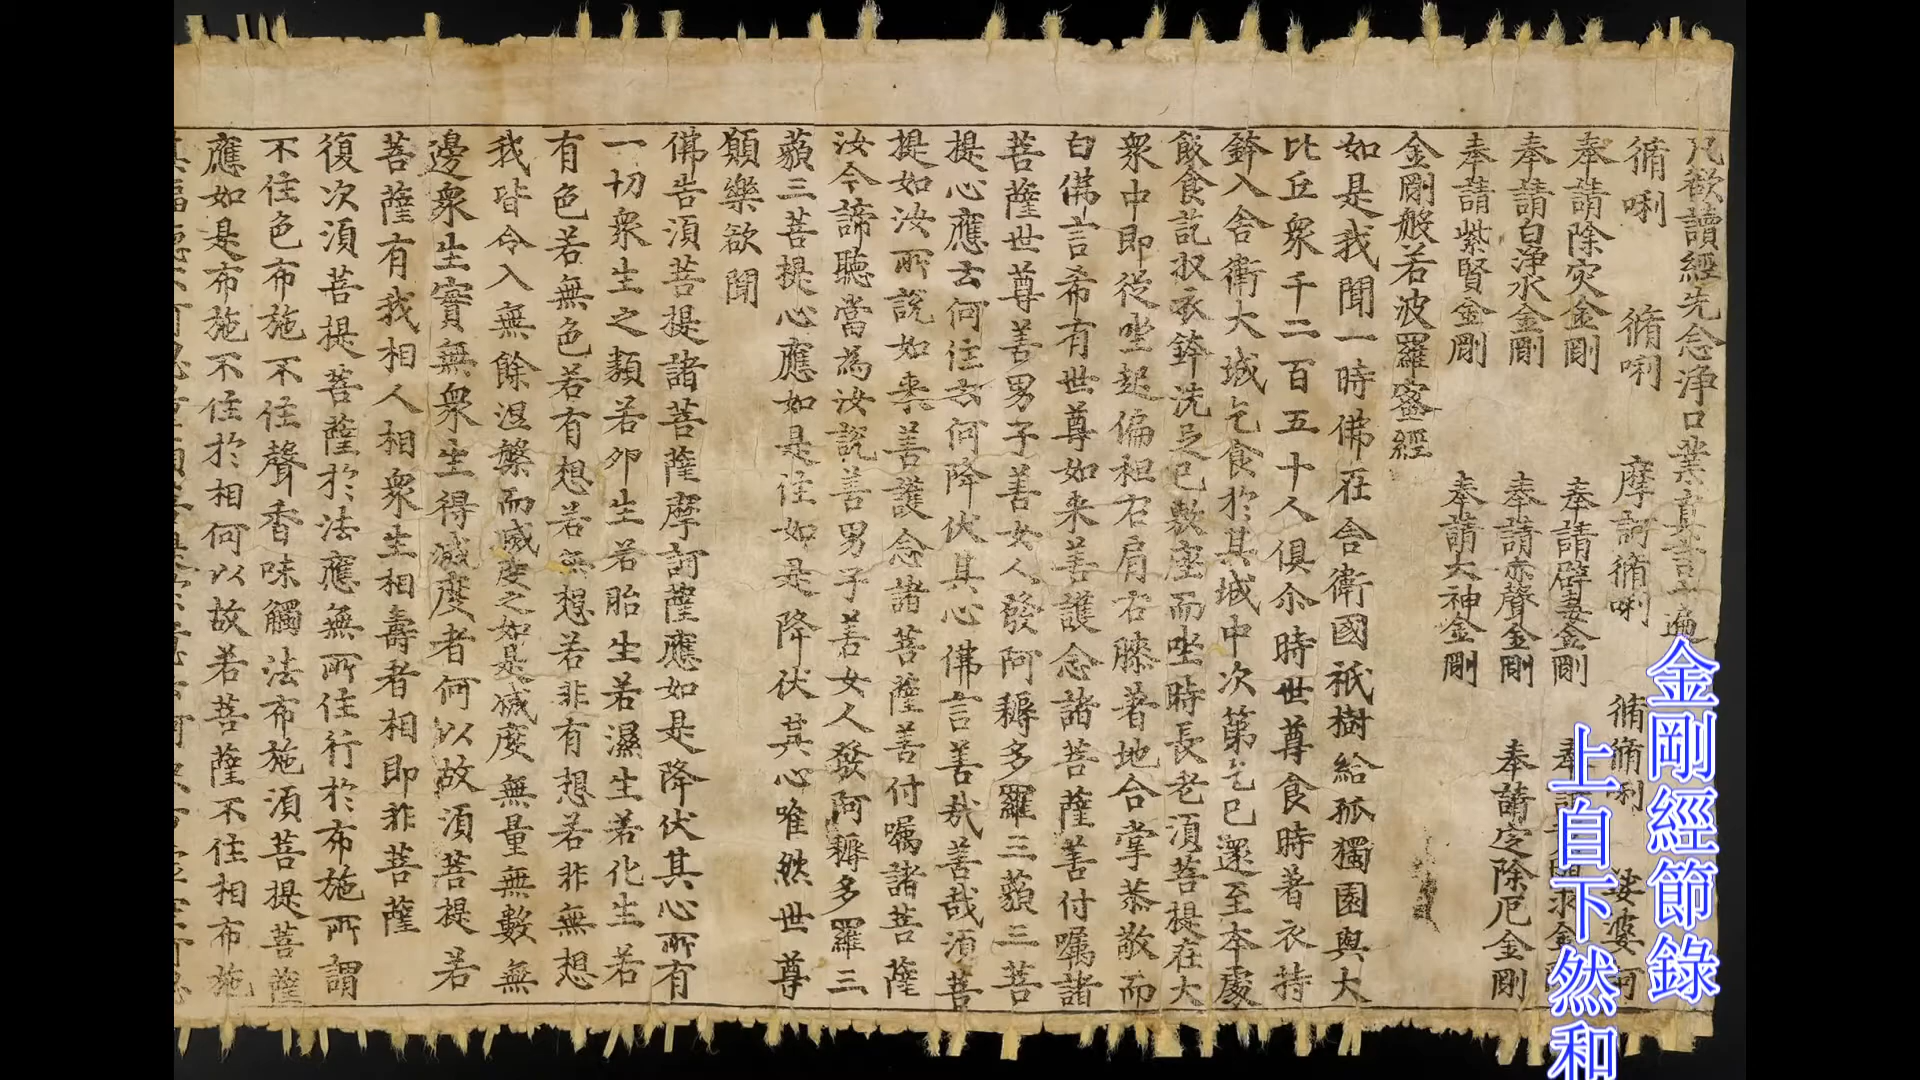 凡欲讀經先念淨口業真言一遍
脩唎 脩唎 摩訶脩唎 脩脩唎 娑婆訶
奉請除灾金剛 奉請辟毒金剛
奉請白淨水金剛 奉請赤聲金剛 奉請定除厄金剛
奉請紫賢金剛 奉請大神金剛
金剛般若波羅蜜經
如是我聞一時佛在舍衛國祇樹給孤獨園與大
比丘衆千二百五十人俱尒時世尊食時著衣持
鉢入舍衛大城乞食於其城中次第乞已還至本處
飯食訖收衣鉢洗足已敷座而坐時長老須菩提在大
衆中即從坐起偏袒右肩右膝著地合掌恭敬而
白佛言希有世尊如来善護念諸菩薩善付囑諸
菩薩世尊善男子善女人發阿耨多羅三藐三菩
提心應云何住云何降伏其心佛言善哉善哉須菩
提如汝所說如来善護念諸菩薩善付囑諸菩薩
汝今諦聽當為汝說善男子善女人發阿耨多羅三
藐三菩提心應如是住如是降伏其心唯然世尊
願樂欲聞
佛告須菩提諸菩薩摩訶薩應如是降伏其心所有
一切衆生之類若卵生若胎生若濕生若化生若
有色若無色若有想若無想若非有想若非無想
我皆令入無餘涅槃而滅度之如是滅度無量無數無
邊衆生實無衆生得滅度者何以故須菩提若
菩薩有我相人相衆生相壽者相即非菩薩
復次須菩提菩薩於法應無所住行於布施所謂
不住色布施不住聲香味觸法布施須菩提菩薩
應如是布施不住於相何以故若菩薩不住相布施
金剛經節錄
上自下然和